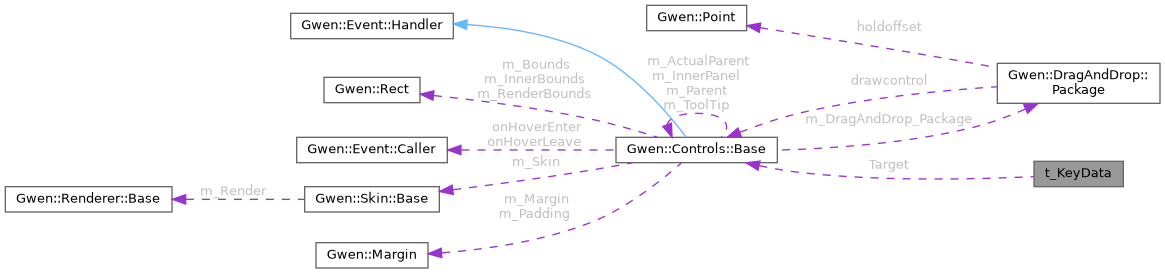 Gwen::Event::Handler
Gwen::Point
holdoffset
Gwen::DragAndDrop::
Package
m_Bounds
m_InnerBounds
m_RenderBounds
m_ActualParent
m_InnerPanel
m_Parent
m_ToolTip
drawcontrol
Gwen::Rect
m_DragAndDrop_Package
onHoverEnter
onHoverLeave
Gwen::Event::Caller
Gwen::Controls::Base
m_Skin
Target
t_KeyData
m_Render
Gwen::Renderer::Base
Gwen::Skin::Base
m_Margin
m_Padding
Gwen::Margin